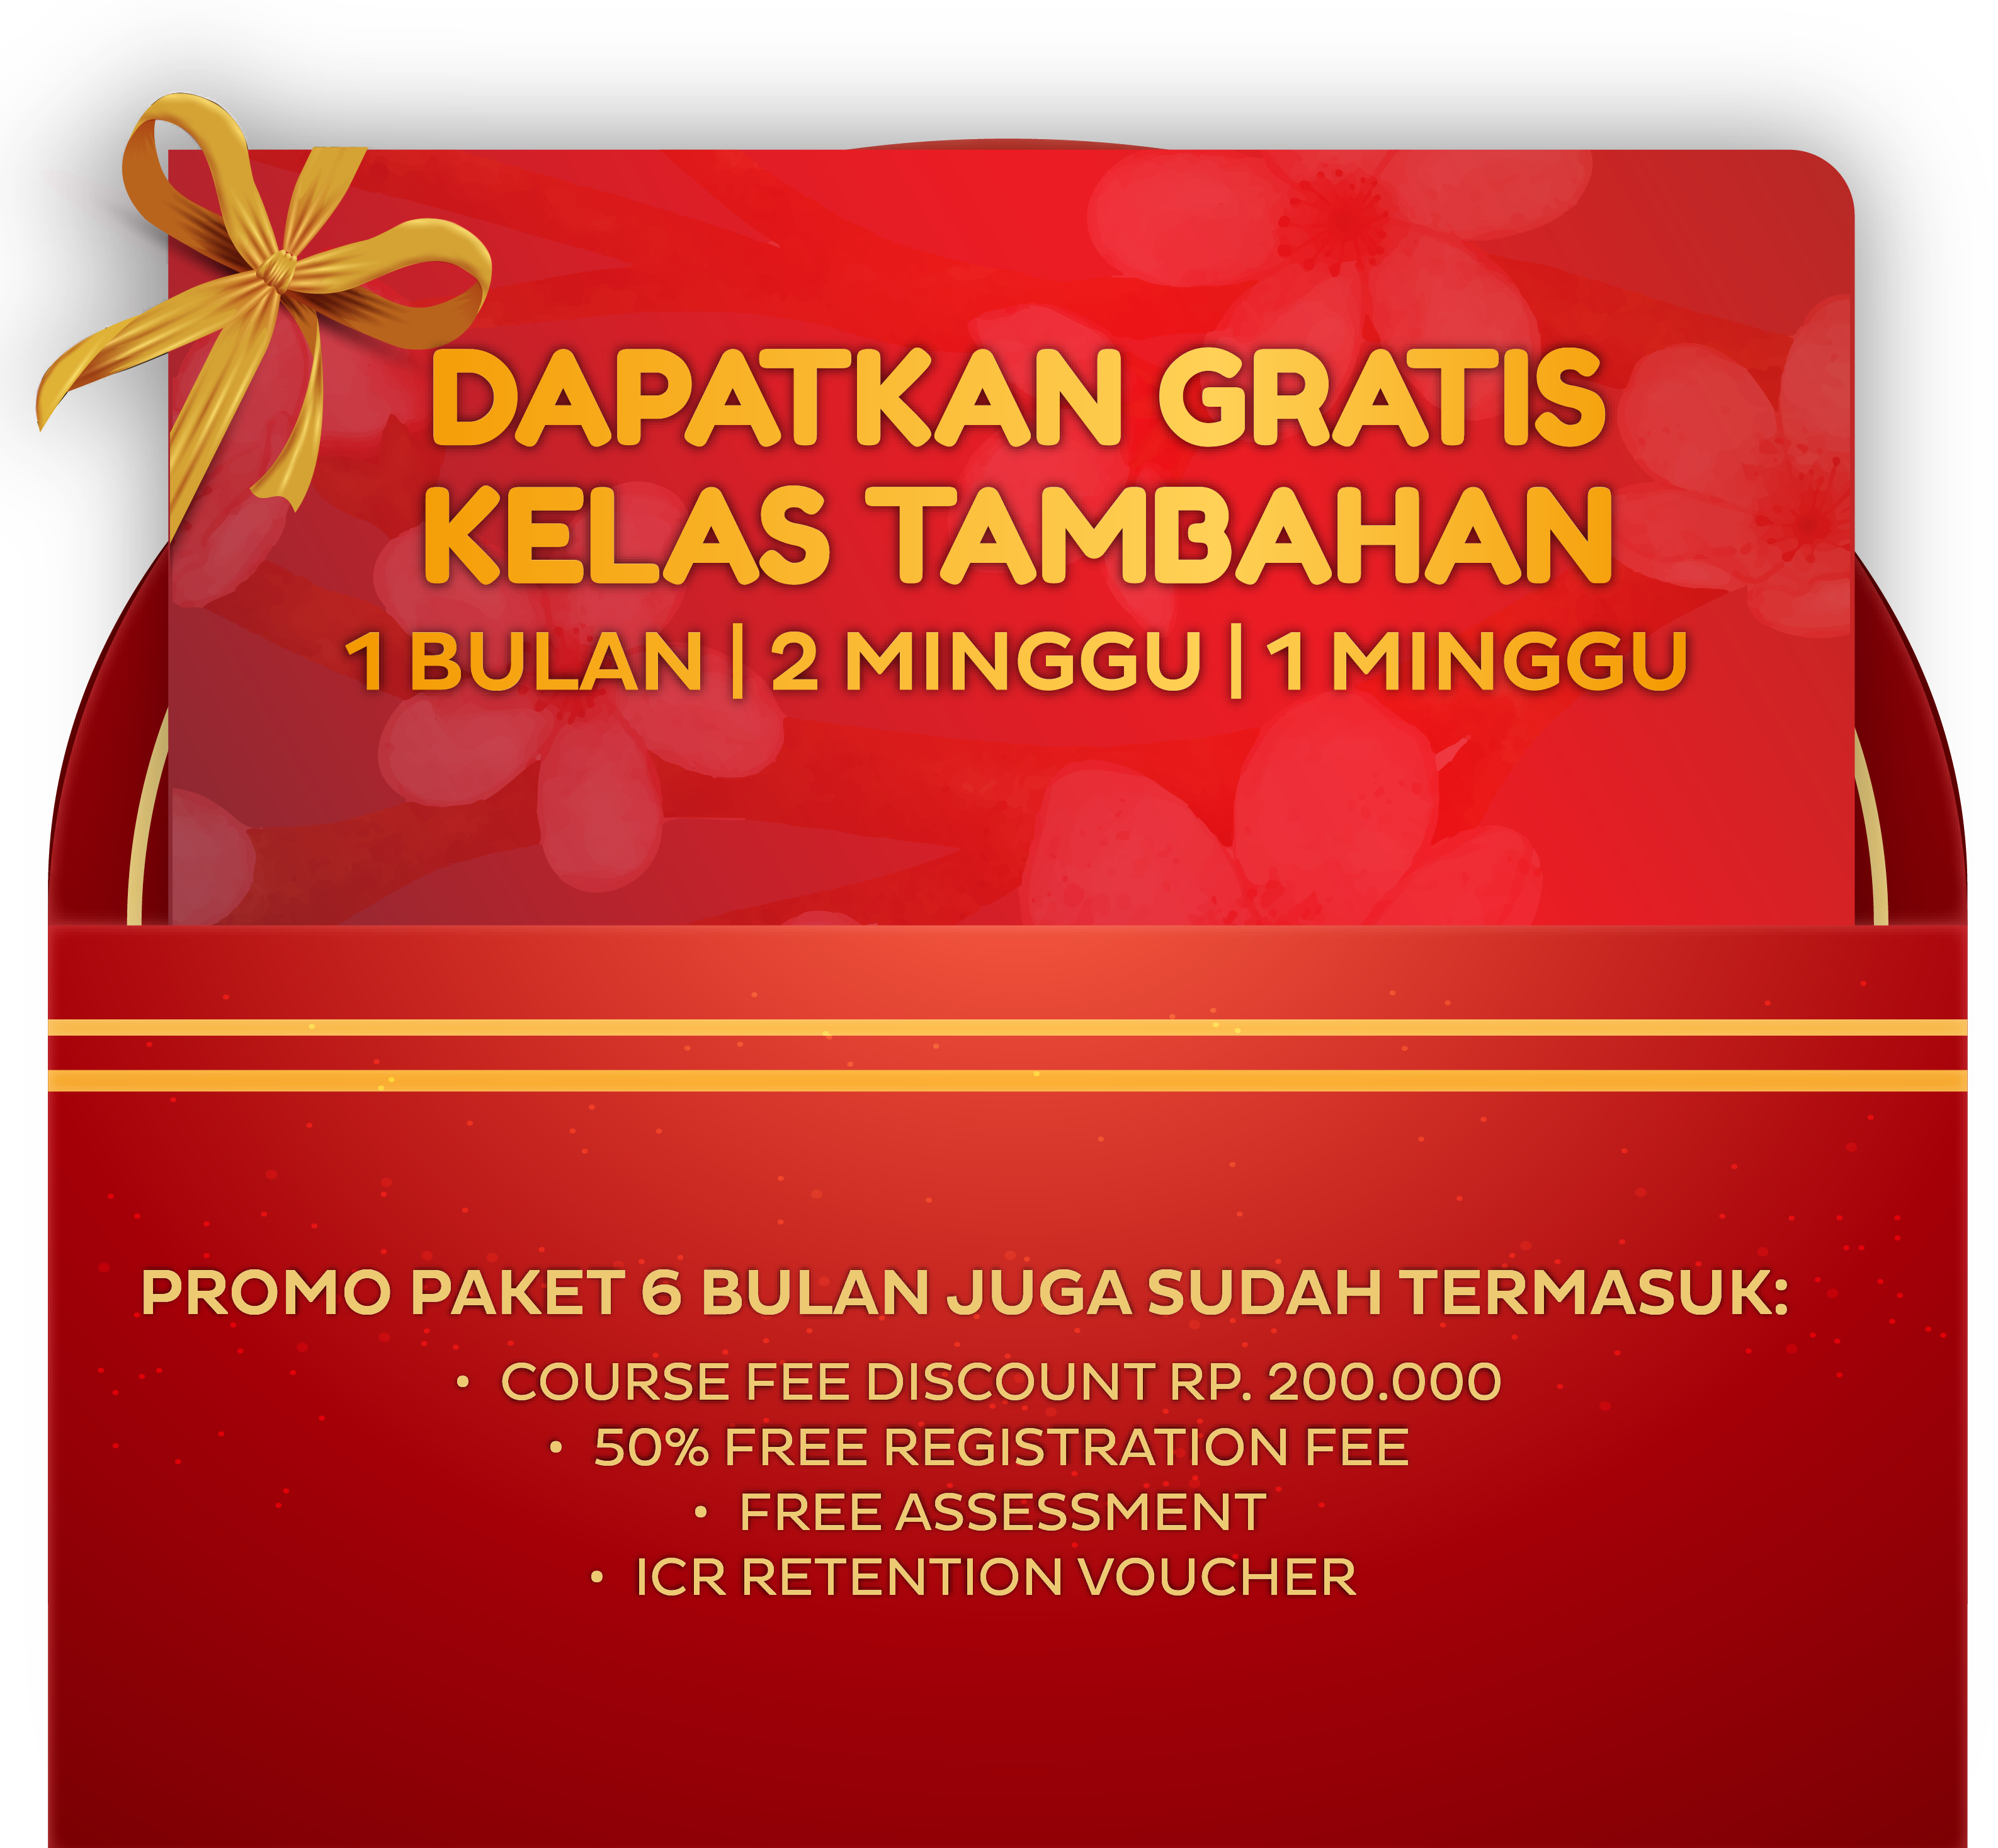 DAPATKAN GRATIS
KELAS TAMBAHAN
1 BULAN | 2 MINGGU | 1 MINGGU
PROMO PAKET 6 BULAN JUGA SUDAH TERMASUK:
• COURSE FEE DISCOUNT RP. 200.000
• 50% FREE REGISTRATION FEE
• FREE ASSESSMENT
• ICR RETENTION VOUCHER